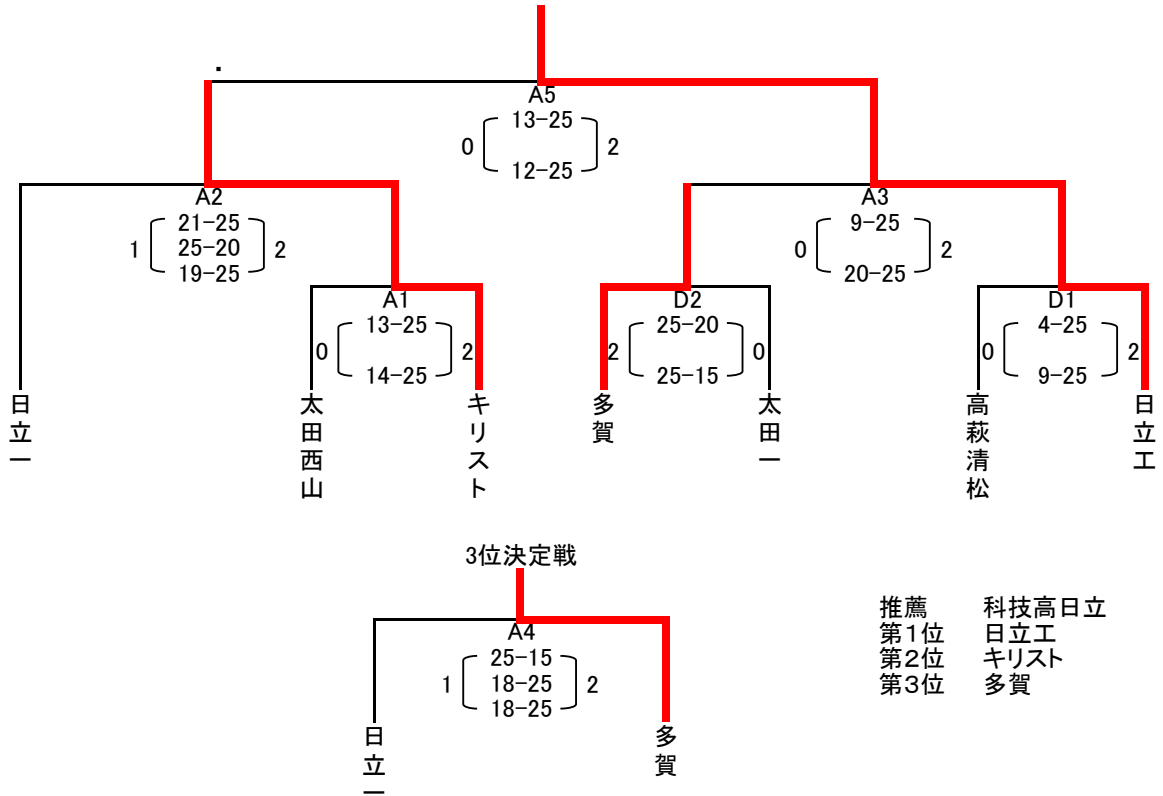 A5
13-25
0 2
12-25
A2
21-25
1 25-20 2
19-25
A3
9-25
0 2
20-25
A1
13-25
0 2
14-25
D2
25-20
2 0
25-15
D1
4-25
0 2
9-25
日立一
太田西山
キリスト
多賀
太田一
高萩清松
日立工
3位決定戦
A4
25-15
1 18-25 2
18-25
日立一
多賀
推薦 科技高日立
第1位 日立工
第2位 キリスト
第3位 多賀